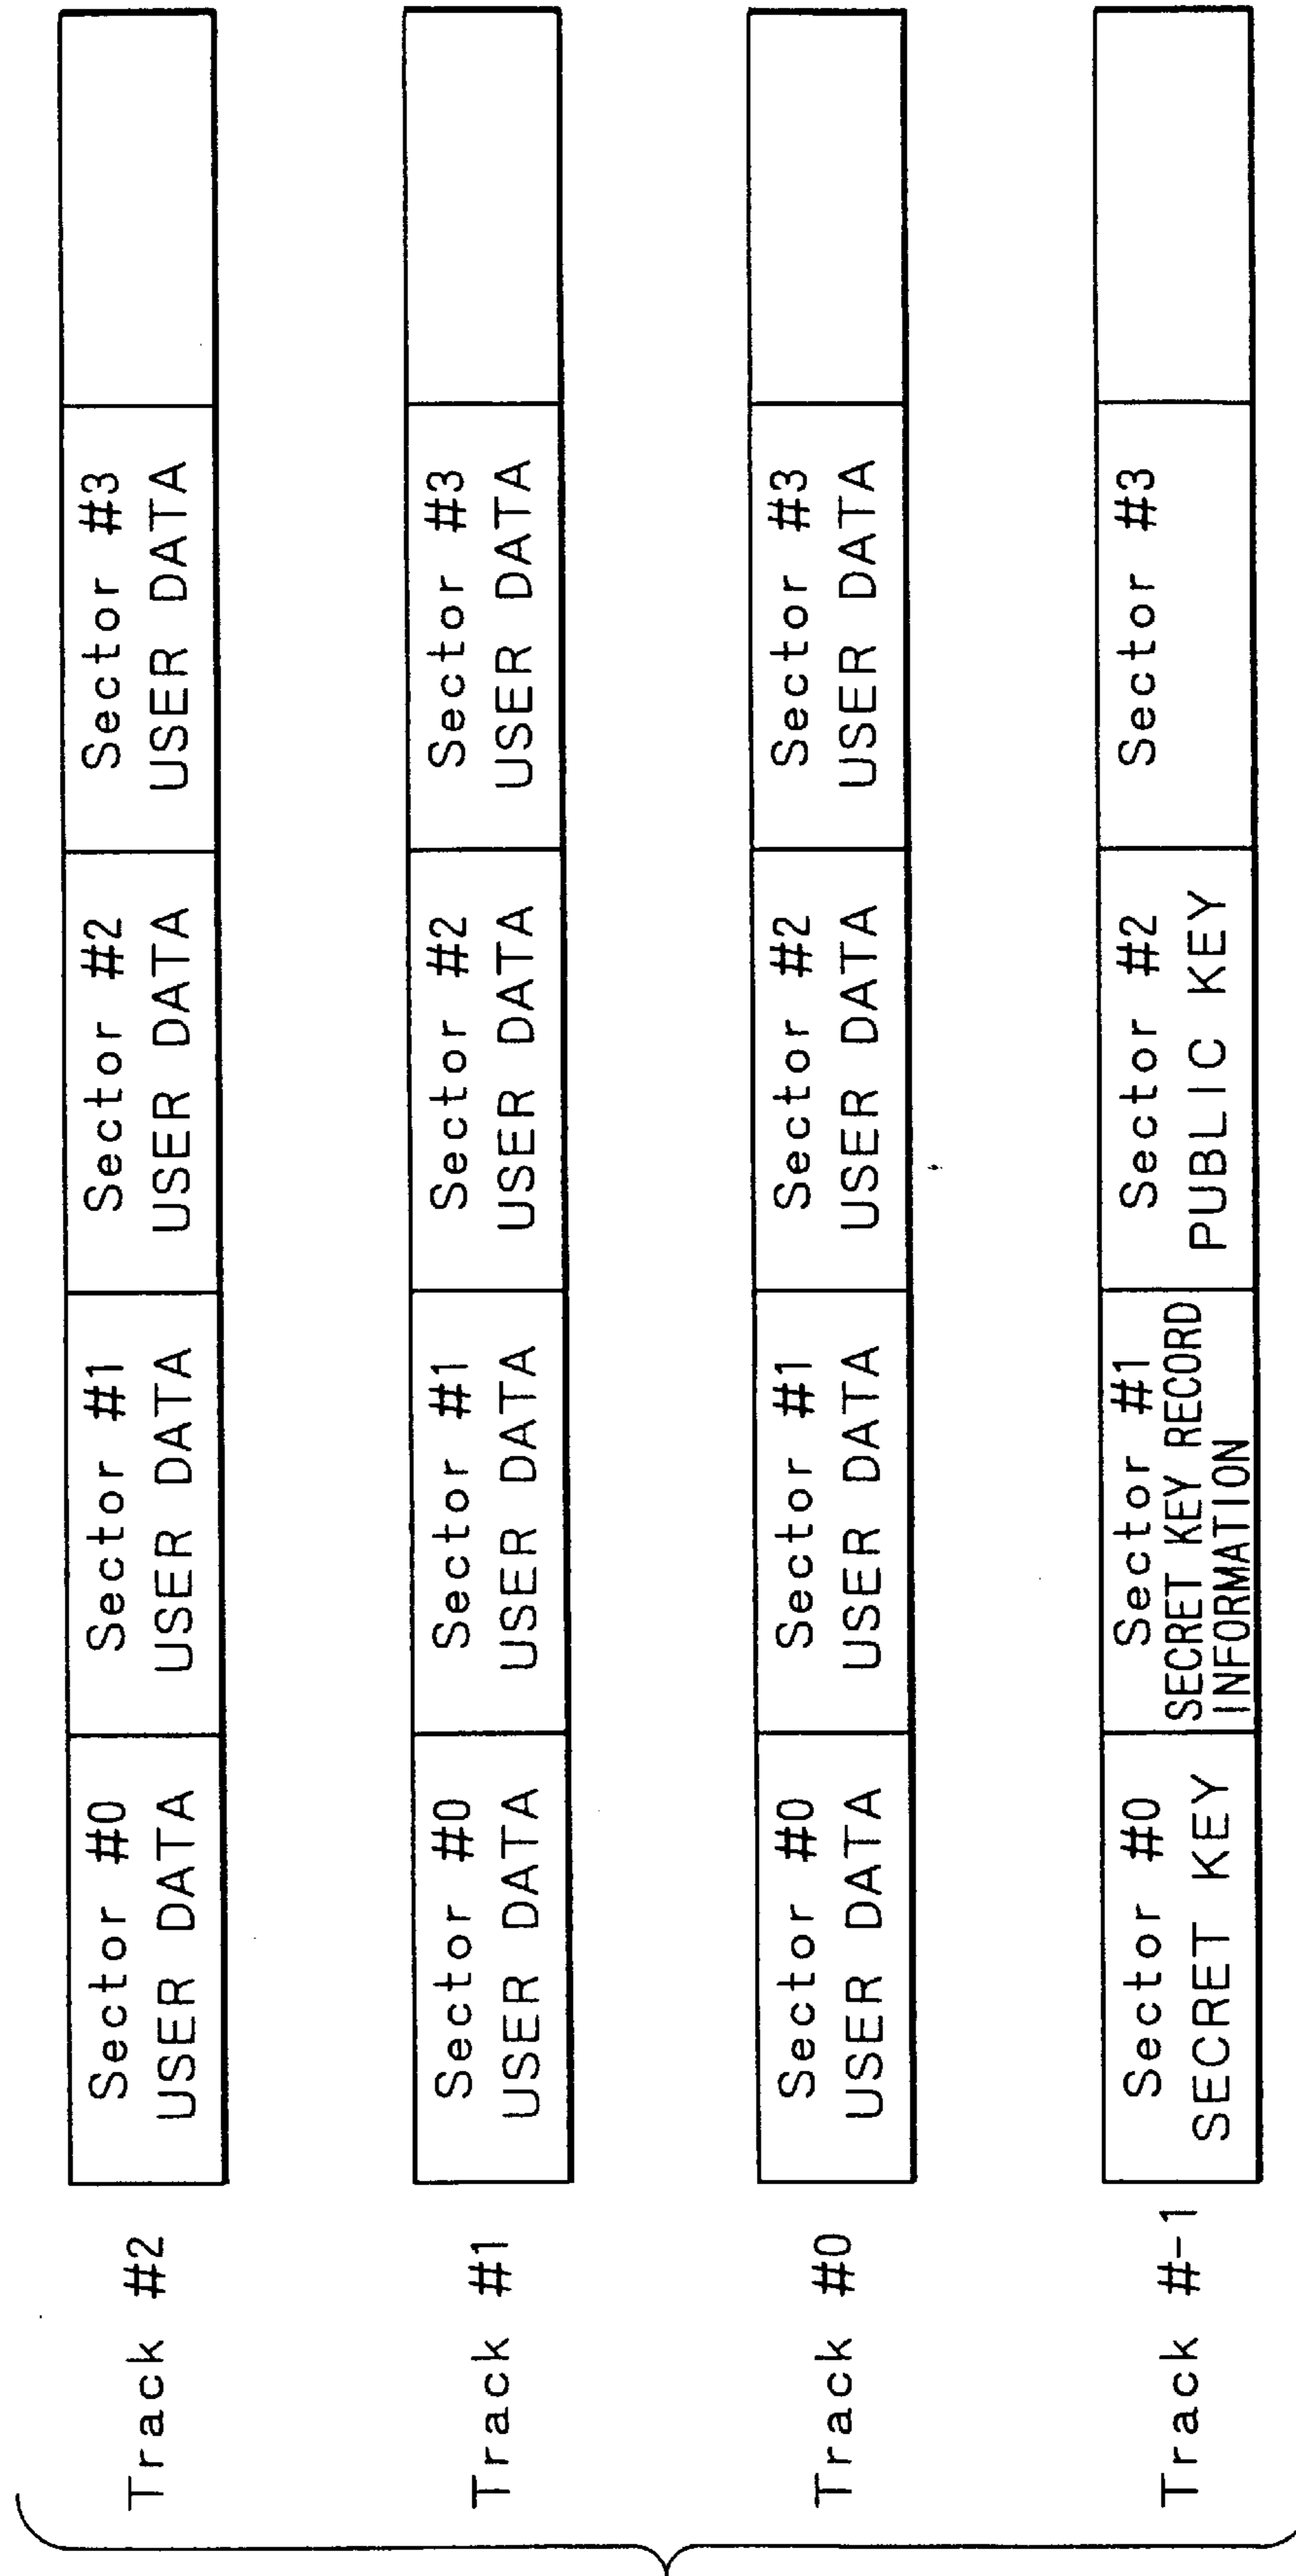 Track #2
Sector #0
USER DATA
Sector #1
USER DATA
Sector #2
USER DATA
Sector #3
USER DATA
Track #1
Sector #0
USER DATA
Sector #1
USER DATA
Sector #2
USER DATA
Sector #3
USER DATA
Track #0
Sector #0
USER DATA
Sector #1
USER DATA
Sector #2
USER DATA
Sector #3
USER DATA
Track #-1
Sector #0
SECRET KEY
Sector #1
SECRET KEY RECORD
INFORMATION
Sector #2
PUBLIC KEY
Sector #3